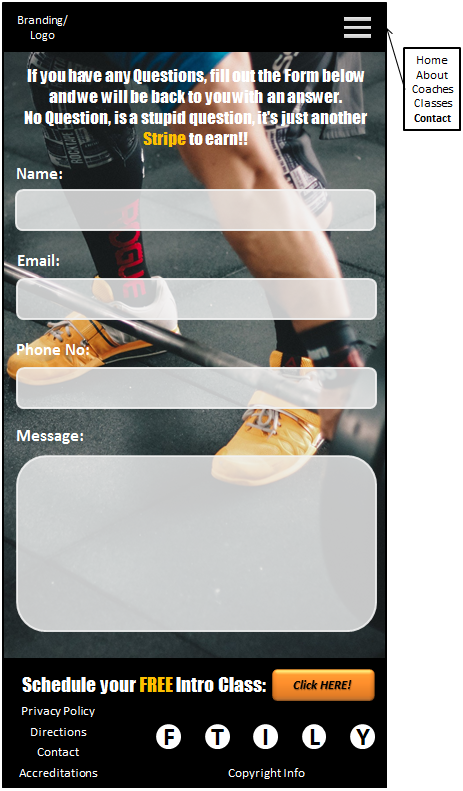 Branding/
Logo
Home
About
Coaches
Classes
Contact
If you have any Questions, fill out the Form below
and we will be back to you with an answer.
No Question, is a stupid question, it's just another
Stripe to earn!!
ROCKTAPE
ROGUE
Name:
Email:
Phone No:
Message:
Schedule your FREE Intro Class:
Click HERE!
Privacy Policy
Directions
Contact
Accreditations
F T I L Y
Copyright Info